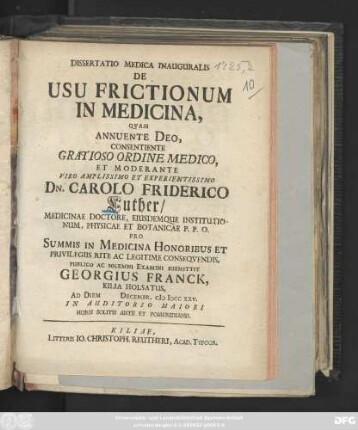 DISSERTATIO MEDICA INAUGURALIS
DE
USU FRICTIONUM
IN MEDICINA,
QVAM
ANNUENTE DEO,
CONSENTIENTE
GRATIOSO ORDINE MEDICO,
ET MODERANTE
VIRO AMPLISSIMO ET EXPERIENTISSIMO
DN. CAROLO FRIDERICO
Luther/
MEDICINAE DOCTORE, EIUSDEMQUE INSTITUTIO-
NUM, PHYSICAE ET BOTANICAE P. P. O.
PRO
SUMMIS IN MEDICINA HONORIBUS ET
PRIVILEGIIS RITE AC LEGITIME CONSEQVENDIS,
PUBLICO AC SOLEMNI EXAMINI SUBMITTIT
GEORGIUS FRANCK,
KILIA HOLSATUS,
AD DIEM DECEMBR. cIɔ Iɔcc XXV.
IN AUDITORIO MAIORI
HORIS SOLITIS ANTE ET POMERIDIANIS.
KILIAE,
LITTERIS IO. CHRISTOPH. REUTHERI, ACAD. TYPOGR.
10